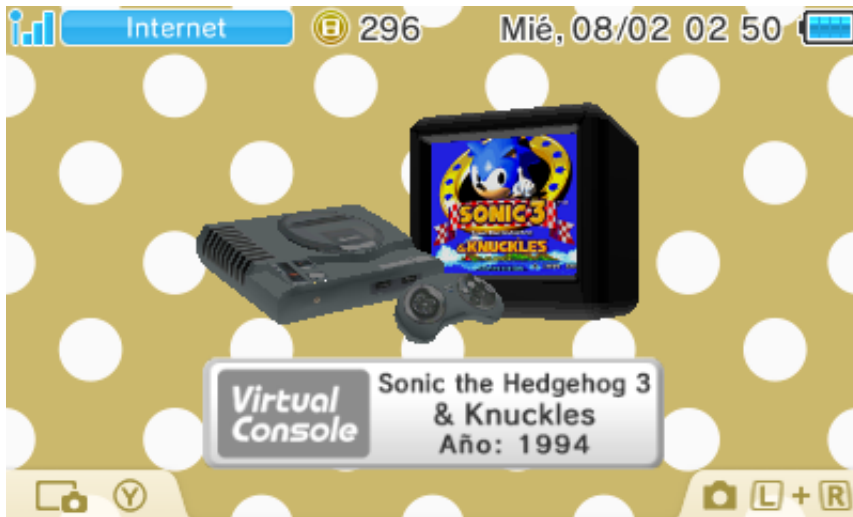 Internet 296 Mié, 08/02 02 50
SONIC 3
& KNUCKLES
Virtual
Console
Sonic the Hedgehog 3
& Knuckles
Año: 1994
Y L + R